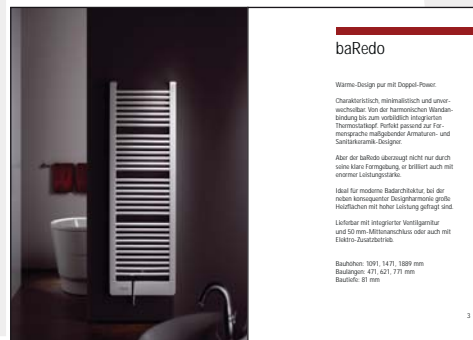 baRedo
Wärme-Design pur mit Doppel-Power.
Charakteristisch, minimalistisch und unver-
wechselbar. Von der harmonischen Wandan-
bindung bis zum vorbildlich integrierten
Thermostatkopf. Perfekt passend zur For-
mensprache maßgebender Armaturen- und
Sanitärkeramik-Designer.
Aber der baRedo überzeugt nicht nur durch
seine klare Formgebung, er brilliert auch mit
enormer Leistungsstärke.
Ideal für moderne Badarchitektur, bei der
neben konsequenter Designharmonie große
Heizflächen mit hoher Leistung gefragt sind.
Lieferbar mit integrierter Ventilgarnitur
und 50 mm-Mittenanschluss oder auch mit
Elektro-Zusatzbetrieb.
Bauhöhen: 1091, 1471, 1889 mm
Baulängen: 471, 621, 771 mm
Bautiefe: 81 mm
3